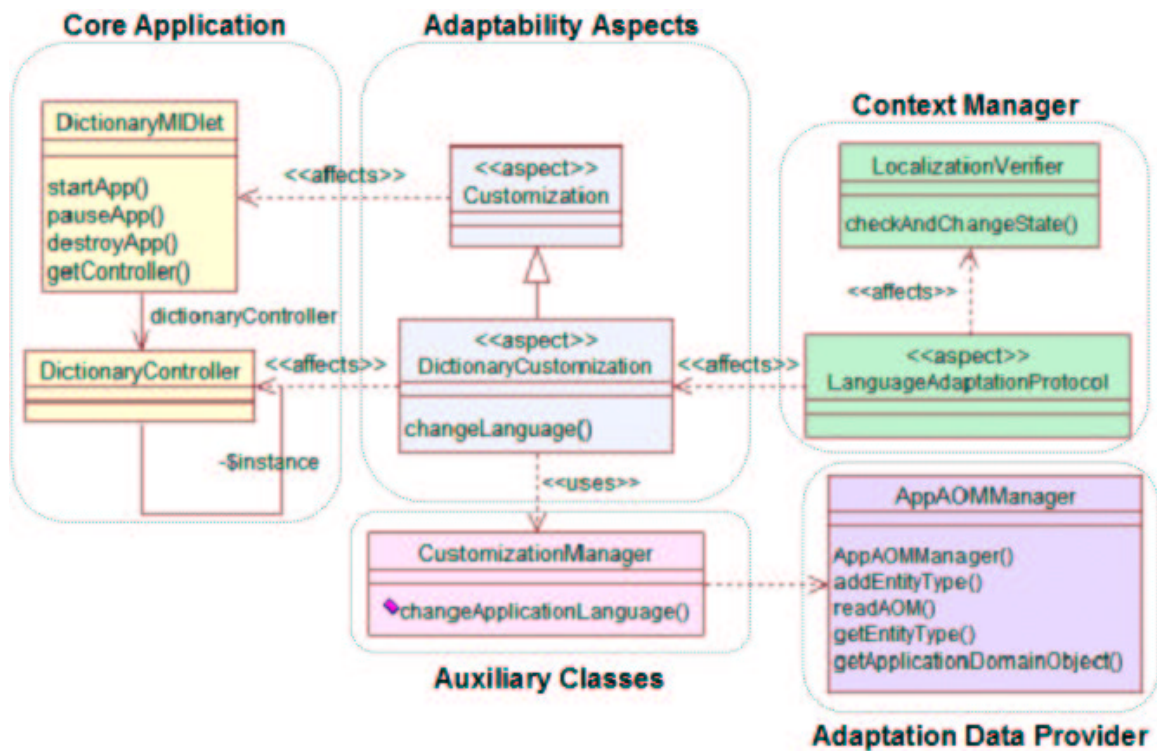 Core Application
Adaptability Aspects
Context Manager
DictionaryMIDlet
startApp()
pauseApp()
destroyApp()
getController()
<<affects>>
<<aspect>>
Customization
LocalizatiionVerifier
checkAndChangeState()
<<affects>>
dictionaryController
DictionaryController
<<affects>>
<<aspect>>
DictionaryCustomnization
changeLanguage()
<<affects>>
<<aspect>>
LanguageAdaptationProtocol
-$instance
<<uses>>
CustomizationManager
changeApplicationLanguage()
AppAOMManager
AppAOMManager()
addEntityType()
readAOM()
getEntityType()
getApplicationDomainObject()
Auxiliary Classes
Adaptation Data Provider